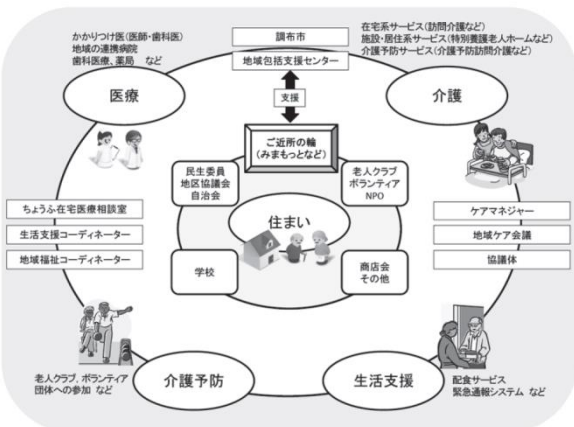 かかりつけ医(医師・歯科医)
地域の連携病院
歯科医療、薬局 など
調布市
地域包括支援センター
在宅系サービス(訪問介護など)
施設・居住系サービス(特別養護老人ホームなど)
介護予防サービス(介護予防訪問介護など)
医療
支援
介護
ご近所の輪
(みまもっとなど)
民生委員
地区協議会
自治会
老人クラブ
ボランティア
NPO
住まい
学校
商店会
その他
ちょうふ在宅医療相談室
生活支援コーディネーター
地域福祉コーディネーター
ケアマネジャー
地域ケア会議
協議体
老人クラブ、ボランティア
団体への参加 など
介護予防
生活支援
配食サービス
緊急通報システム など